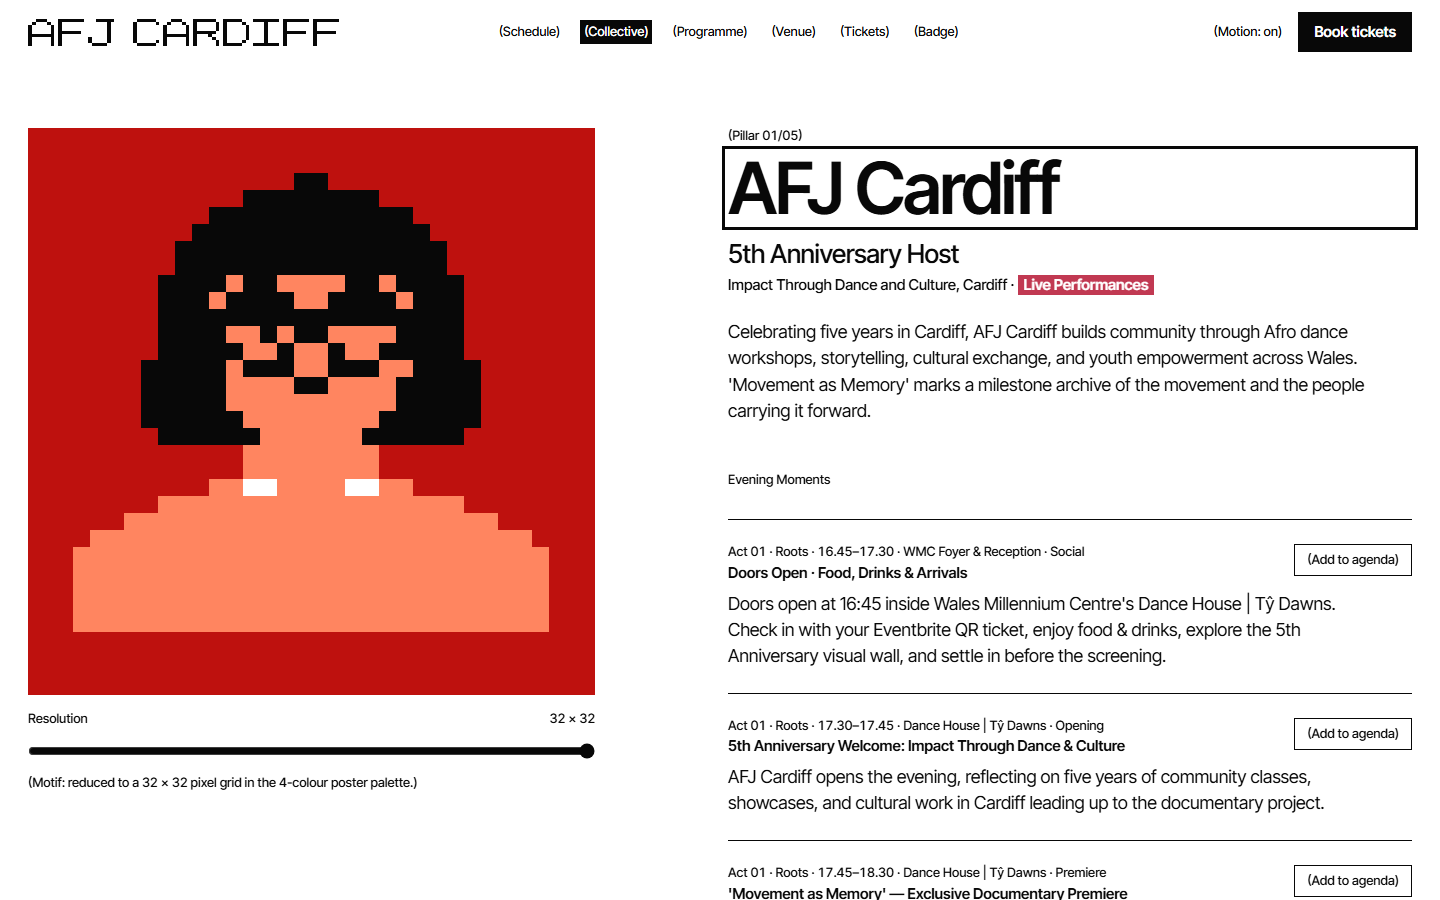 AFJ CARDIFF
(Schedule)
(Collective)
(Programme)
(Venue)
(Tickets)
(Badge)
(Motion: on)
Book tickets
Resolution
32 × 32
(Motif: reduced to a 32 × 32 pixel grid in the 4-colour poster palette.)
(Pillar 01/05)
AFJ Cardiff
5th Anniversary Host
Impact Through Dance and Culture, Cardiff · Live Performances
Celebrating five years in Cardiff, AFJ Cardiff builds community through Afro dance
workshops, storytelling, cultural exchange, and youth empowerment across Wales.
'Movement as Memory' marks a milestone archive of the movement and the people
carrying it forward.
Evening Moments
Act 01 · Roots · 16.45–17.30 · WMC Foyer & Reception · Social
(Add to agenda)
Doors Open · Food, Drinks & Arrivals
Doors open at 16:45 inside Wales Millennium Centre's Dance House | Tŷ Dawns.
Check in with your Eventbrite QR ticket, enjoy food & drinks, explore the 5th
Anniversary visual wall, and settle in before the screening.
Act 01 · Roots · 17.30–17.45 · Dance House | Tŷ Dawns · Opening
(Add to agenda)
5th Anniversary Welcome: Impact Through Dance & Culture
AFJ Cardiff opens the evening, reflecting on five years of community classes,
showcases, and cultural work in Cardiff leading up to the documentary project.
Act 01 · Roots · 17.45–18.30 · Dance House | Tŷ Dawns · Premiere
(Add to agenda)
'Movement as Memory' — Exclusive Documentary Premiere